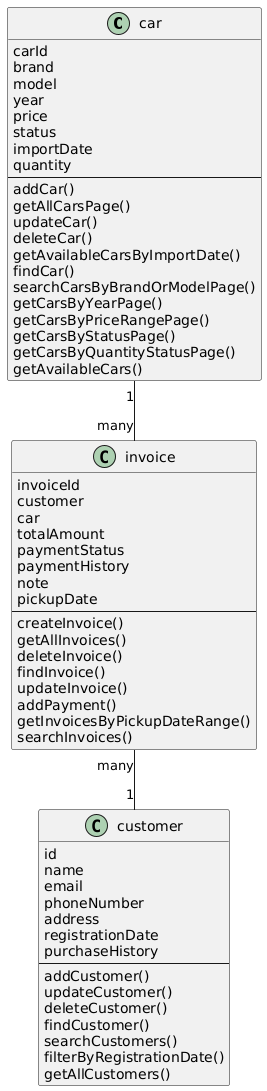 C car
carId
brand
model
year
price
status
importDate
quantity
addCar()
getAllCarsPage()
updateCar()
deleteCar()
getAvailableCarsByImportDate()
findCar()
searchCarsByBrandOrModelPage()
getCarsByYearPage()
getCarsByPriceRangePage()
getCarsByStatusPage()
getCarsByQuantityStatusPage()
getAvailableCars()
1
many
C invoice
invoiceId
customer
car
totalAmount
paymentStatus
paymentHistory
note
pickupDate
createInvoice()
getAllInvoices()
deleteInvoice()
findInvoice()
updateInvoice()
addPayment()
getInvoicesByPickupDateRange()
searchInvoices()
many
1
C customer
id
name
email
phoneNumber
address
registrationDate
purchaseHistory
addCustomer()
updateCustomer()
deleteCustomer()
findCustomer()
searchCustomers()
filterByRegistrationDate()
getAllCustomers()